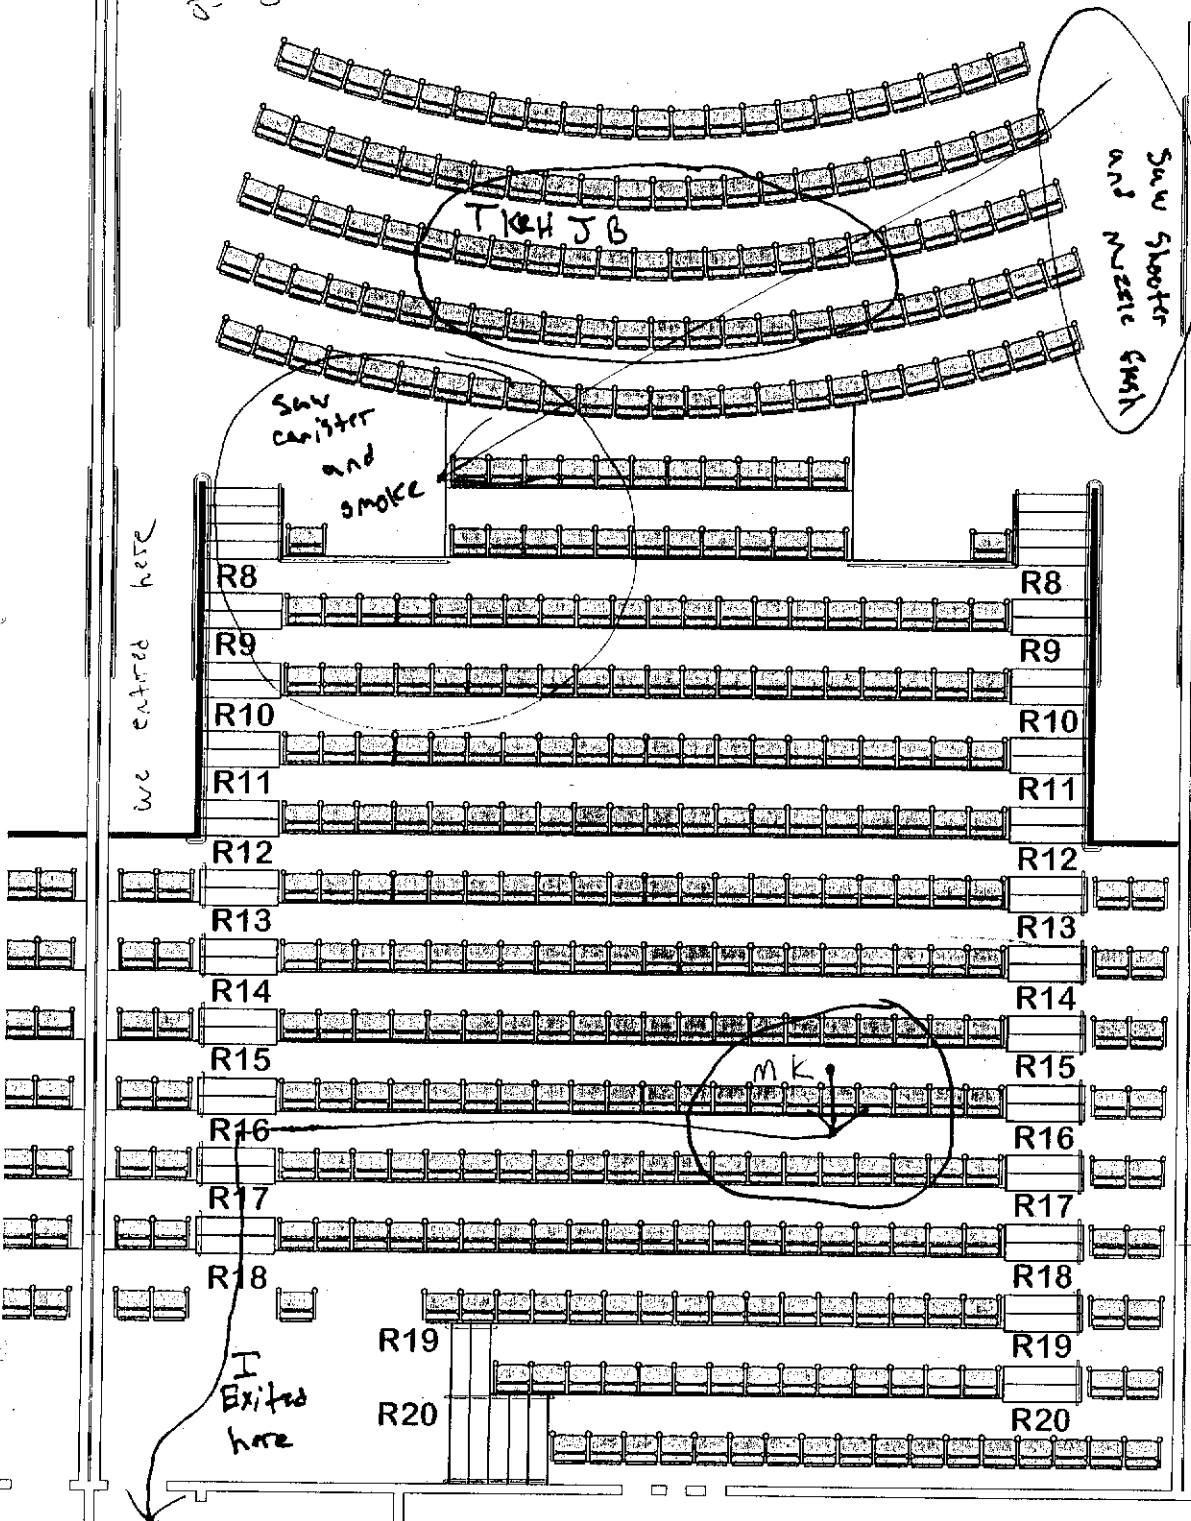 Saw Shooter
and Muzzle flash
TK RH JB
Saw
canister
and
smoke
we entired here
R8 R8
R9 R9
R10 R10
R11 R11
R12 R12
R13 R13
R14 R14
R15 R15
MK
R16 R16
R17 R17
R18 R18
R19 R19
I
Exited
here
R20 R20